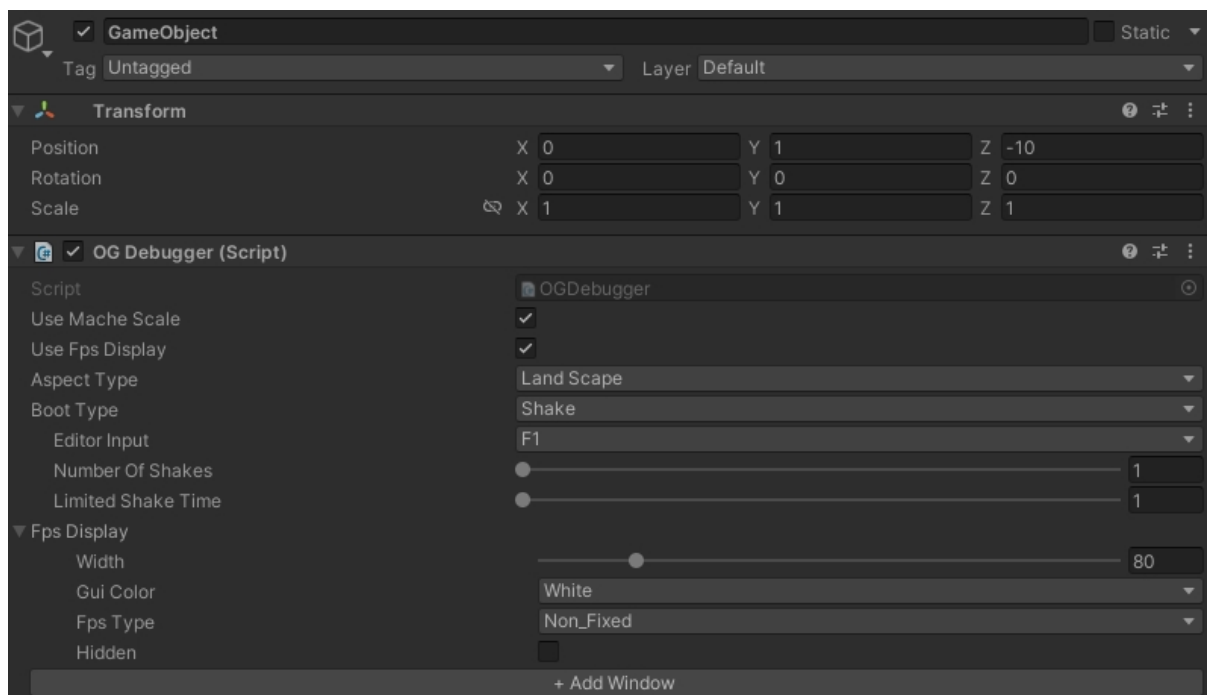 GameObject Static
Tag Untagged Layer Default
Transform
Position X 0 Y 1 Z -10
Rotation X 0 Y 0 Z 0
Scale X 1 Y 1 Z 1
OG Debugger (Script)
Script OGDebugger
Use Mache Scale
Use Fps Display
Aspect Type Land Scape
Boot Type Shake
Editor Input F1
Number Of Shakes 1
Limited Shake Time 1
Fps Display
Width 80
Gui Color White
Fps Type Non_Fixed
Hidden
+ Add Window